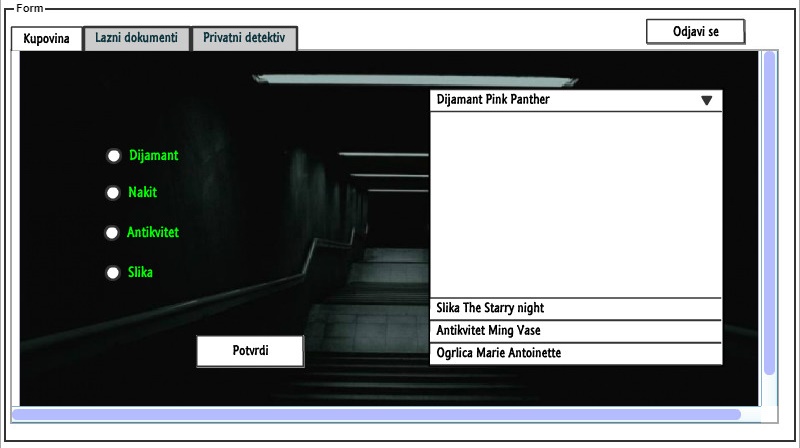 Form
Kupovina
Lazni dokumenti
Privatni detektiv
Odjavi se
Dijamant
Nakit
Antikvitet
Slika
Potvrdi
Dijamant Pink Panther
Slika The Starry night
Antikvitet Ming Vase
Ogrlica Marie Antoinette